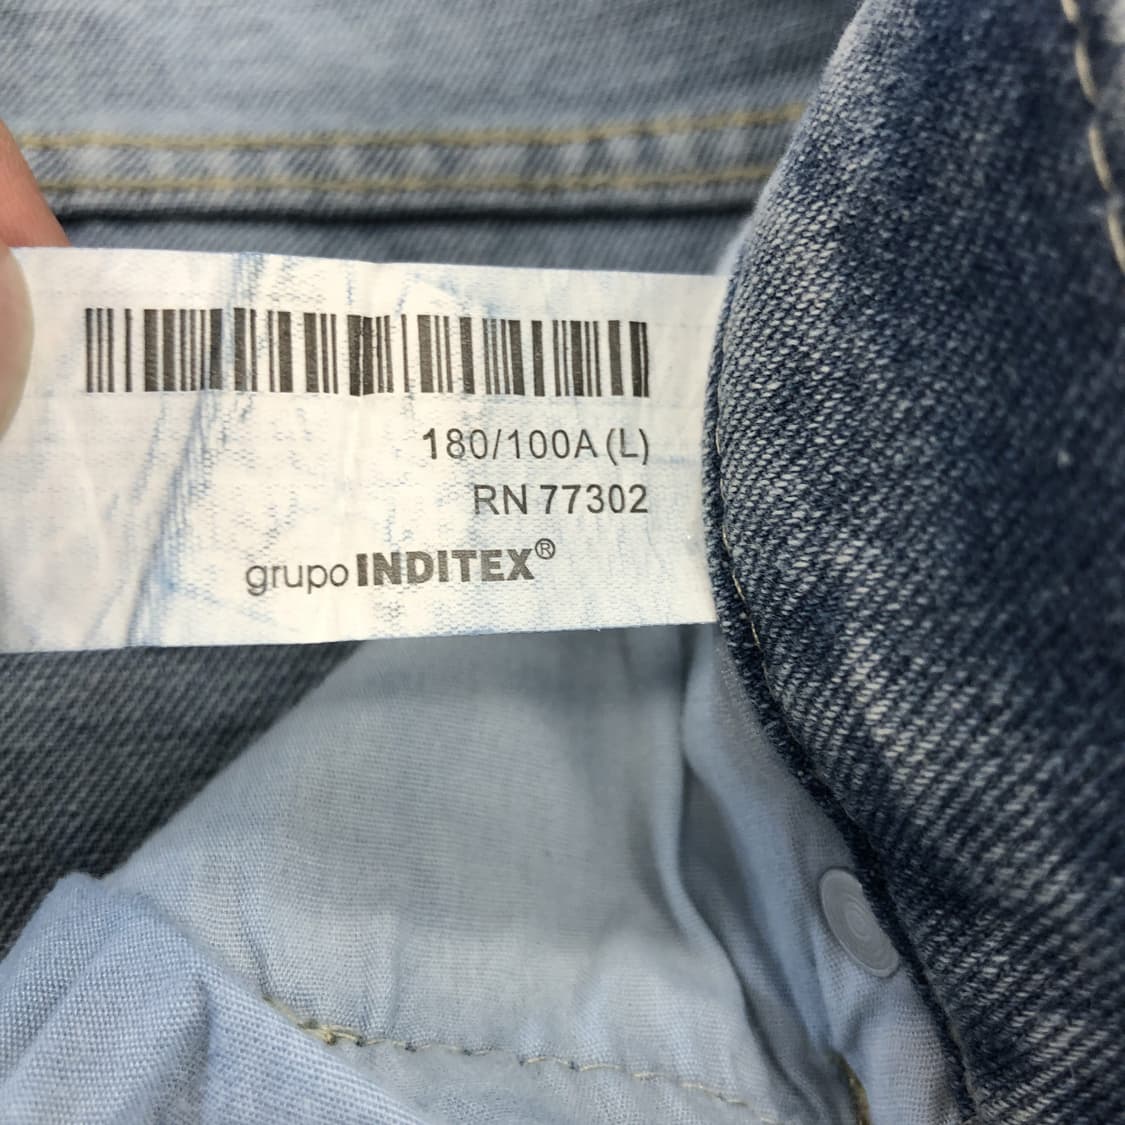 180/100A (L)
RN 77302
grupo INDITEX®